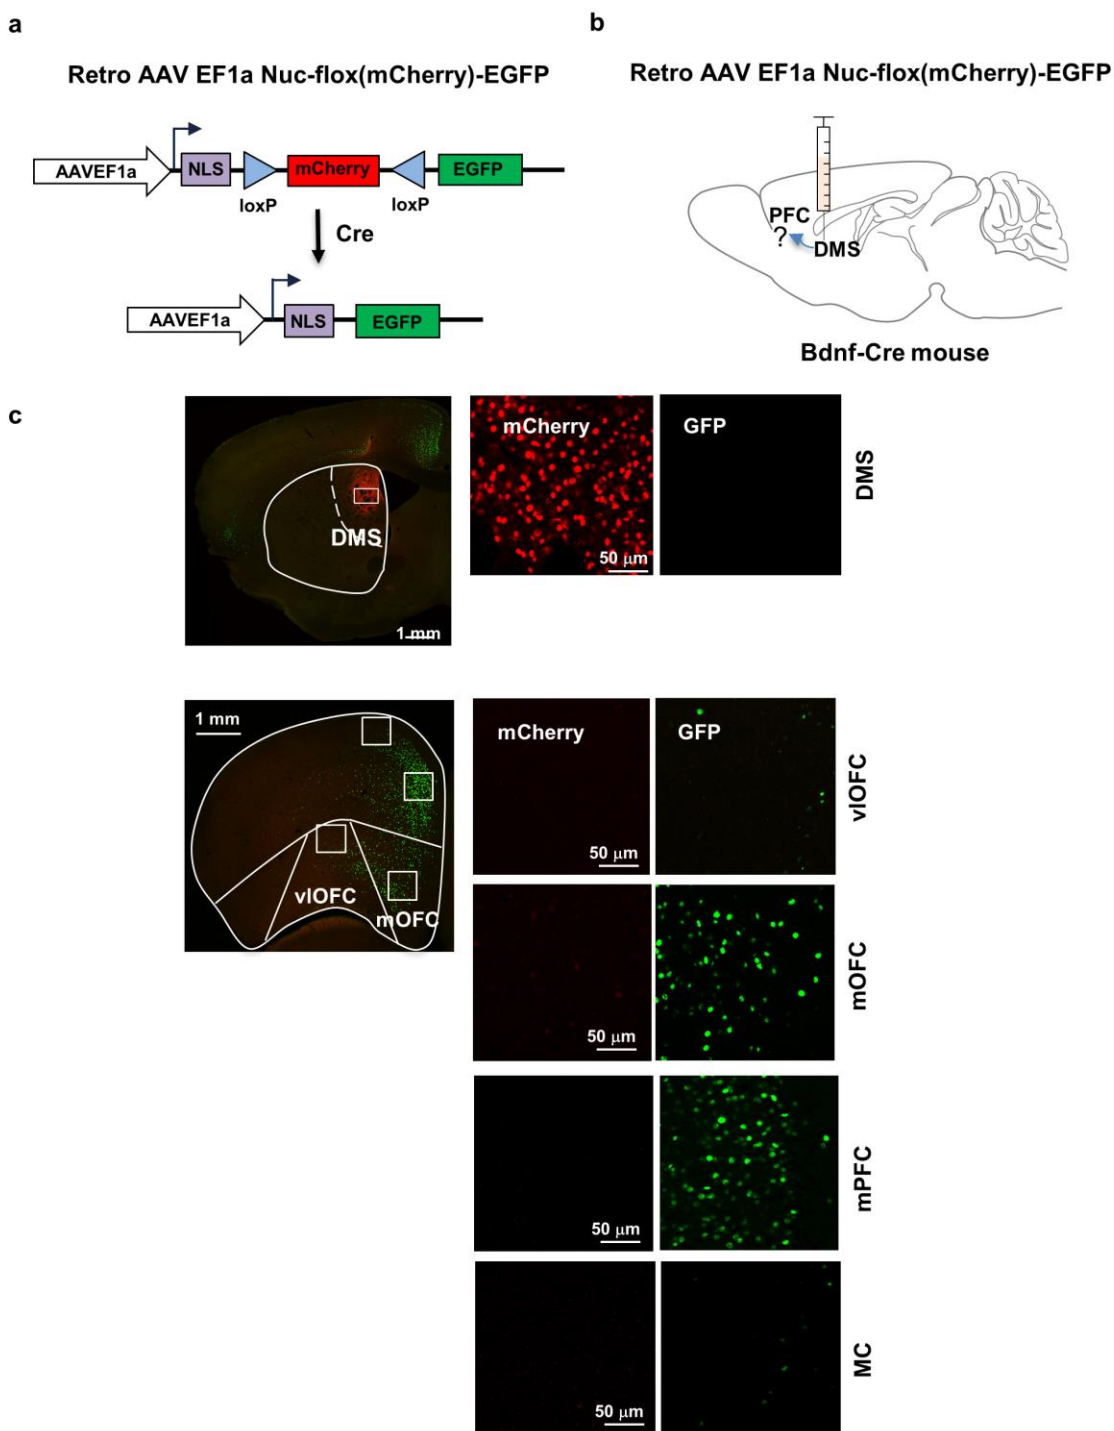 a
Retro AAV EF1a Nuc-flox(mCherry)-EGFP
AAVEF1a NLS mCherry EGFP
loxP loxP
Cre
AAVEF1a NLS EGFP
b
Retro AAV EF1a Nuc-flox(mCherry)-EGFP
PFC
? DMS
Bdnf-Cre mouse
c
DMS
1 mm
mCherry
50 μm
GFP
DMS
1 mm
vlOFC
mOFC
mCherry
50 μm
GFP
vlOFC
50 μm
mOFC
50 μm
mPFC
50 μm
MC